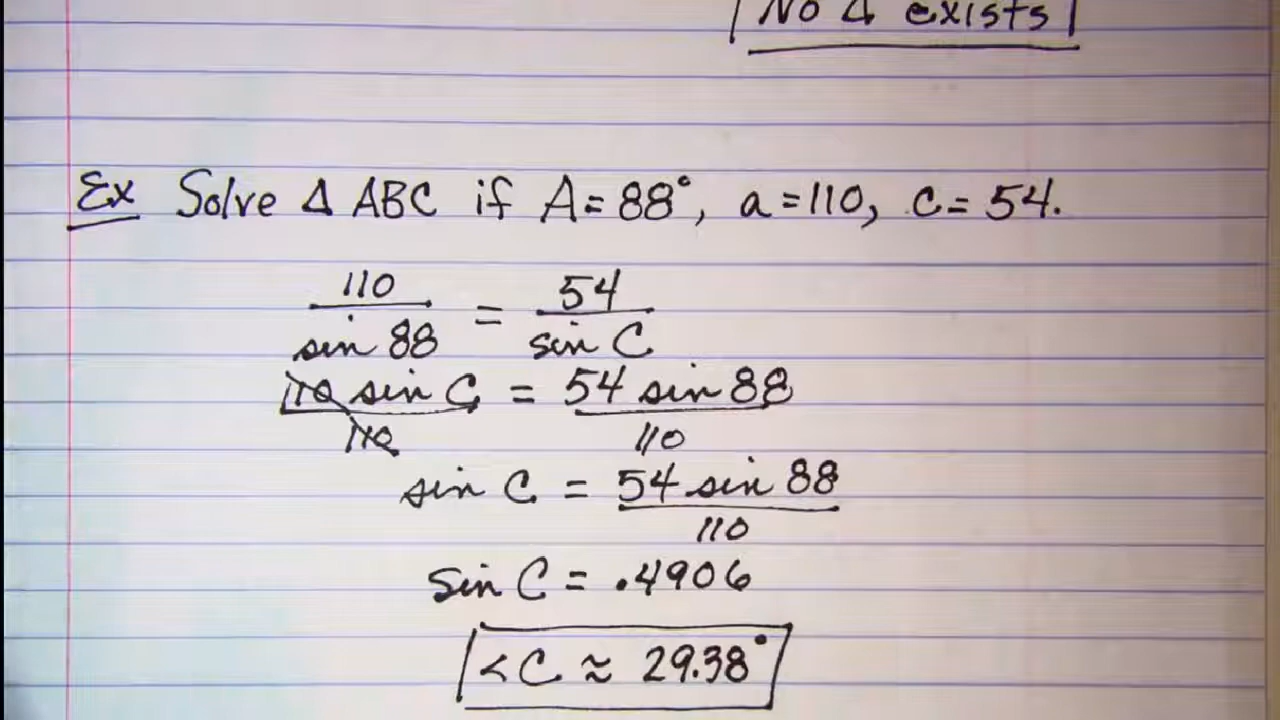 No Δ exists
Ex Solve Δ ABC if A = 88°, a = 110, c = 54.
110 / sin 88 = 54 / sin C
110 sin C / 110 = 54 sin 88 / 110
sin C = 54 sin 88 / 110
sin C = .4906
<C ≈ 29.38°